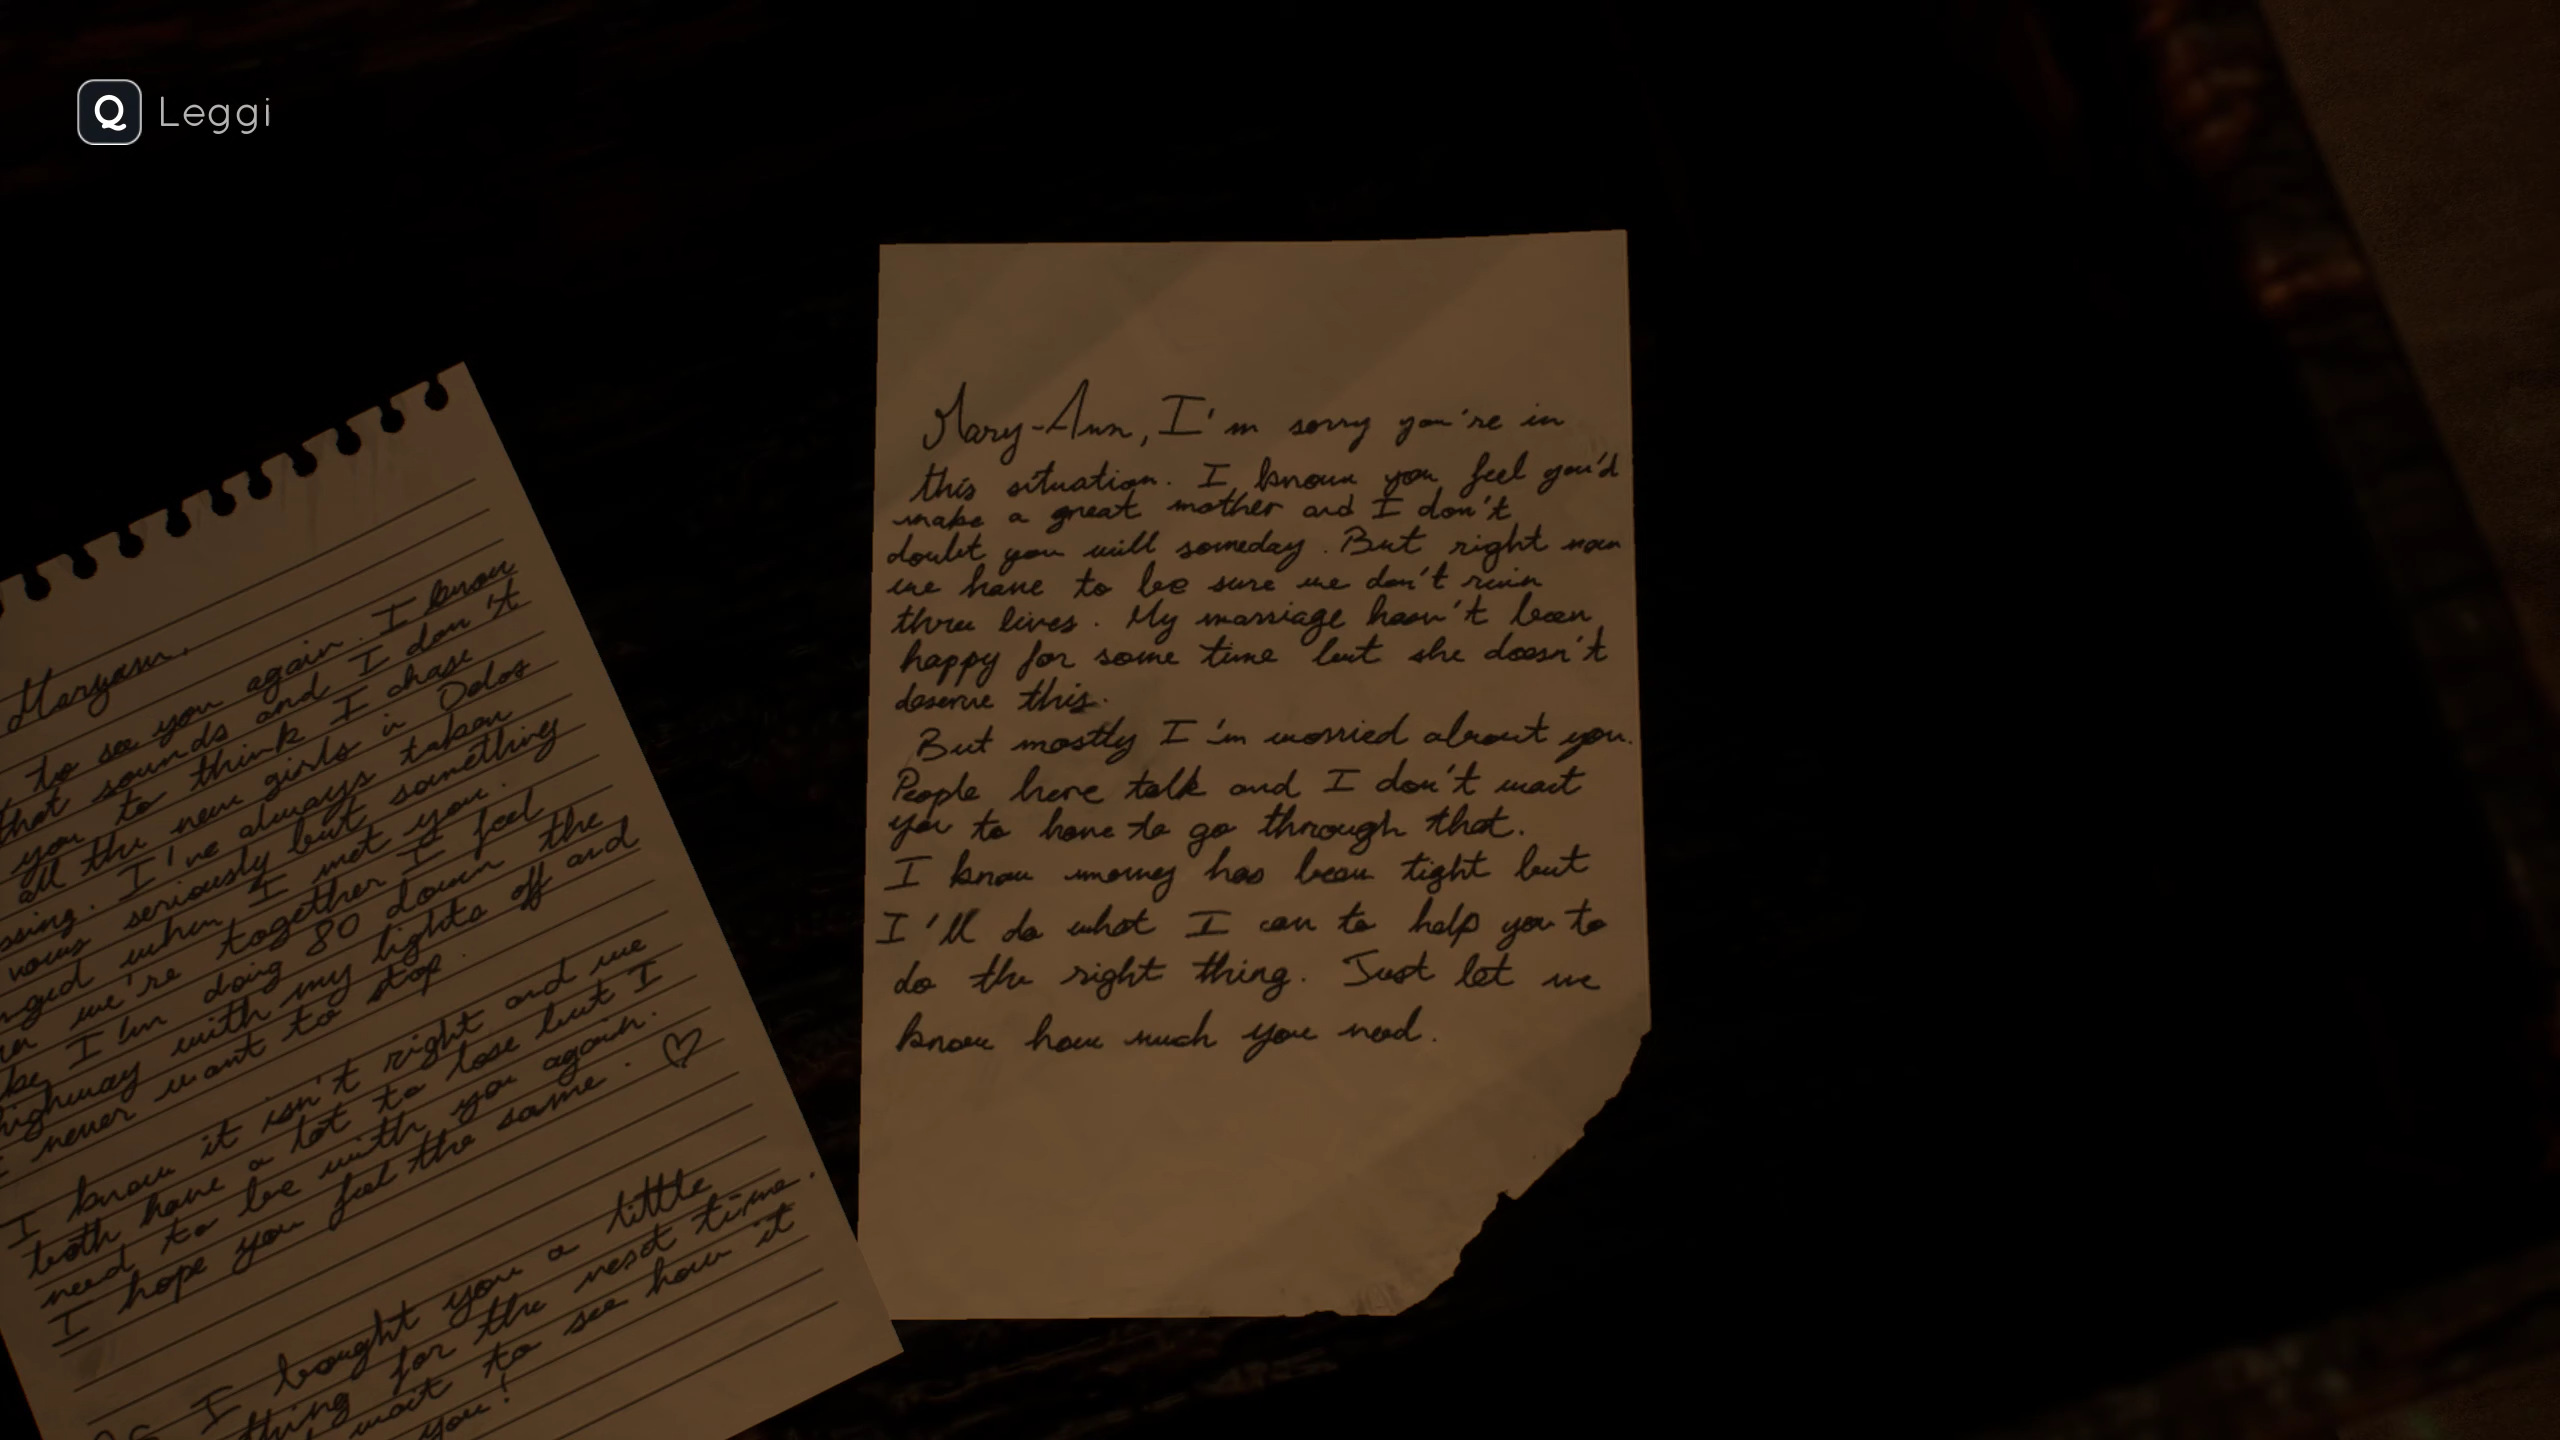 Q Leggi
Maryann,
to see you again. I know
that sounds and I don't
you to think I chase
all the new girls in Delos
ssing. I've always taken
vows seriously but something
nged when I met you.
en we're together I feel
be I'm doing 80 down the
highway with my lights off and
I never want to stop.
I know it isn't right and we
both have a lot to lose but I
need to be with you again.
I hope you feel the same. ♡
PS I bought you a little
thing for the next time.
wait to see how it
you!
Mary-Ann, I'm sorry you're in
this situation. I know you feel you'd
make a great mother and I don't
doubt you will someday. But right now
we have to be sure we don't ruin
three lives. My marriage hasn't been
happy for some time but she doesn't
deserve this.
But mostly I'm worried about you.
People here talk and I don't want
you to have to go through that.
I know money has been tight but
I'll do what I can to help you to
do the right thing. Just let me
know how much you need.